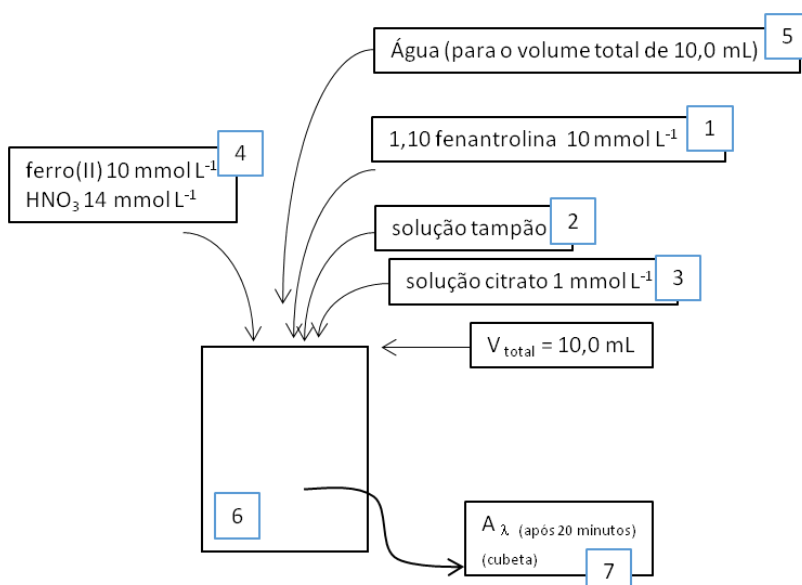 Água (para o volume total de 10,0 mL)
5
1,10 fenantrolina 10 mmol L⁻¹
1
ferro(II) 10 mmol L⁻¹
HNO₃ 14 mmol L⁻¹
4
solução tampão
2
solução citrato 1 mmol L⁻¹
3
V total = 10,0 mL
6
A λ (após 20 minutos)
(cubeta)
7